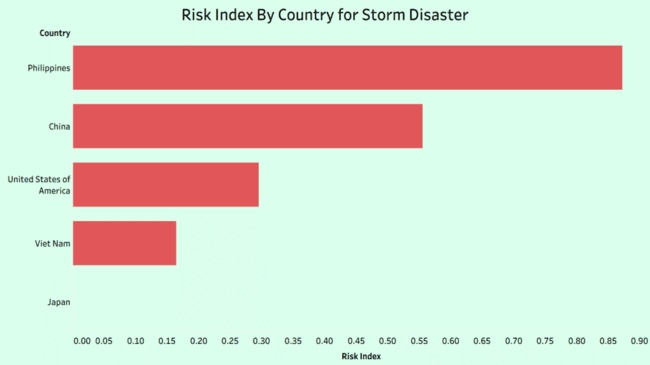 Risk Index By Country for Storm Disaster
Country
Philippines
China
United States of
America
Viet Nam
Japan
0.00 0.05 0.10 0.15 0.20 0.25 0.30 0.35 0.40 0.45 0.50 0.55 0.60 0.65 0.70 0.75 0.80 0.85 0.90
Risk Index